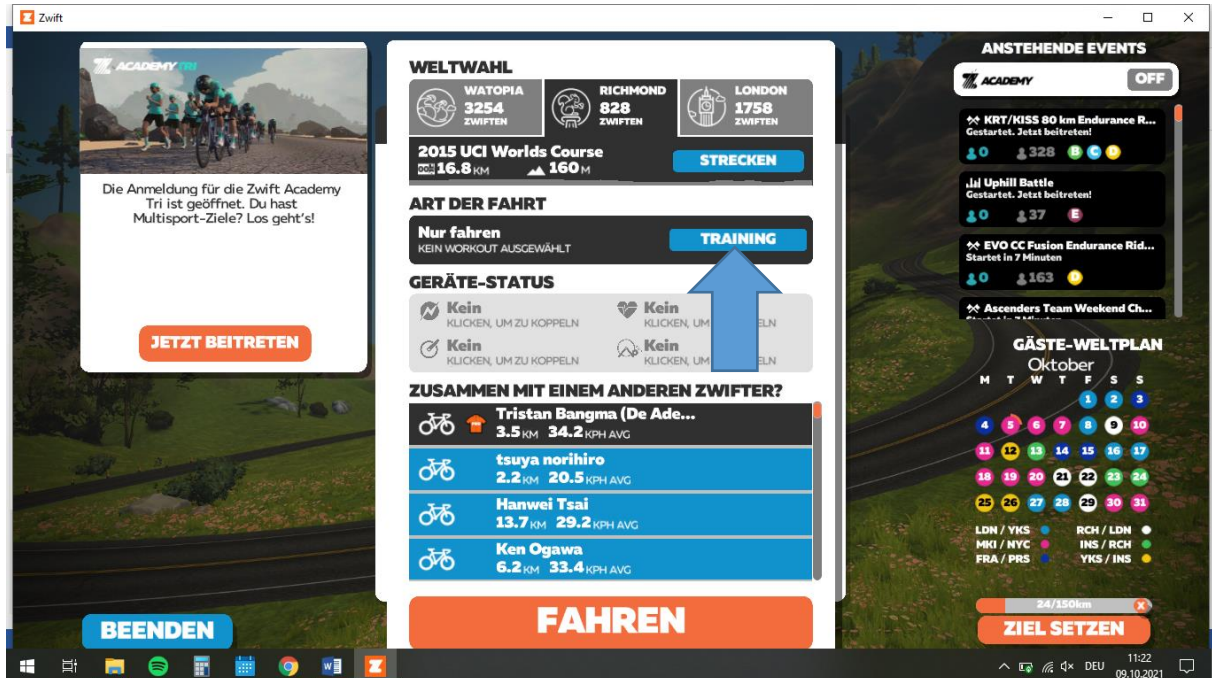 Zwift
ACADEMY TRI
Die Anmeldung für die Zwift Academy
Tri ist geöffnet. Du hast
Multisport-Ziele? Los geht's!
JETZT BEITRETEN
BEENDEN
WELTWAHL
WATOPIA
3254
ZWIFTEN
RICHMOND
828
ZWIFTEN
LONDON
1758
ZWIFTEN
2015 UCI Worlds Course
16.8 KM 160 M
STRECKEN
ART DER FAHRT
Nur fahren
KEIN WORKOUT AUSGEWÄHLT
TRAINING
GERÄTE-STATUS
Kein
KLICKEN, UM ZU KOPPELN
Kein
KLICKEN, UM ELN
Kein
KLICKEN, UM ZU KOPPELN
Kein
KLICKEN, UM ELN
ZUSAMMEN MIT EINEM ANDEREN ZWIFTER?
Tristan Bangma (De Ade...
3.5 KM 34.2 KPH AVG
tsuya norihiro
2.2 KM 20.5 KPH AVG
Hanwei Tsai
13.7 KM 29.2 KPH AVG
Ken Ogawa
6.2 KM 33.4 KPH AVG
FAHREN
ANSTEHENDE EVENTS
ACADEMY OFF
KRT/KISS 80 km Endurance R...
Gestartet. Jetzt beitreten!
0 328 B C D
Uphill Battle
Gestartet. Jetzt beitreten!
0 37 E
EVO CC Fusion Endurance Rid...
Startet in 7 Minuten
0 163 D
Ascenders Team Weekend Ch...
GÄSTE-WELTPLAN
Oktober
M T W T F S S
1 2 3
4 5 6 7 8 9 10
11 12 13 14 15 16 17
18 19 20 21 22 23 24
25 26 27 28 29 30 31
LDN / YKS RCH / LDN
MKI / NYC INS / RCH
FRA / PRS YKS / INS
24/150km
ZIEL SETZEN
DEU
11:22
09.10.2021